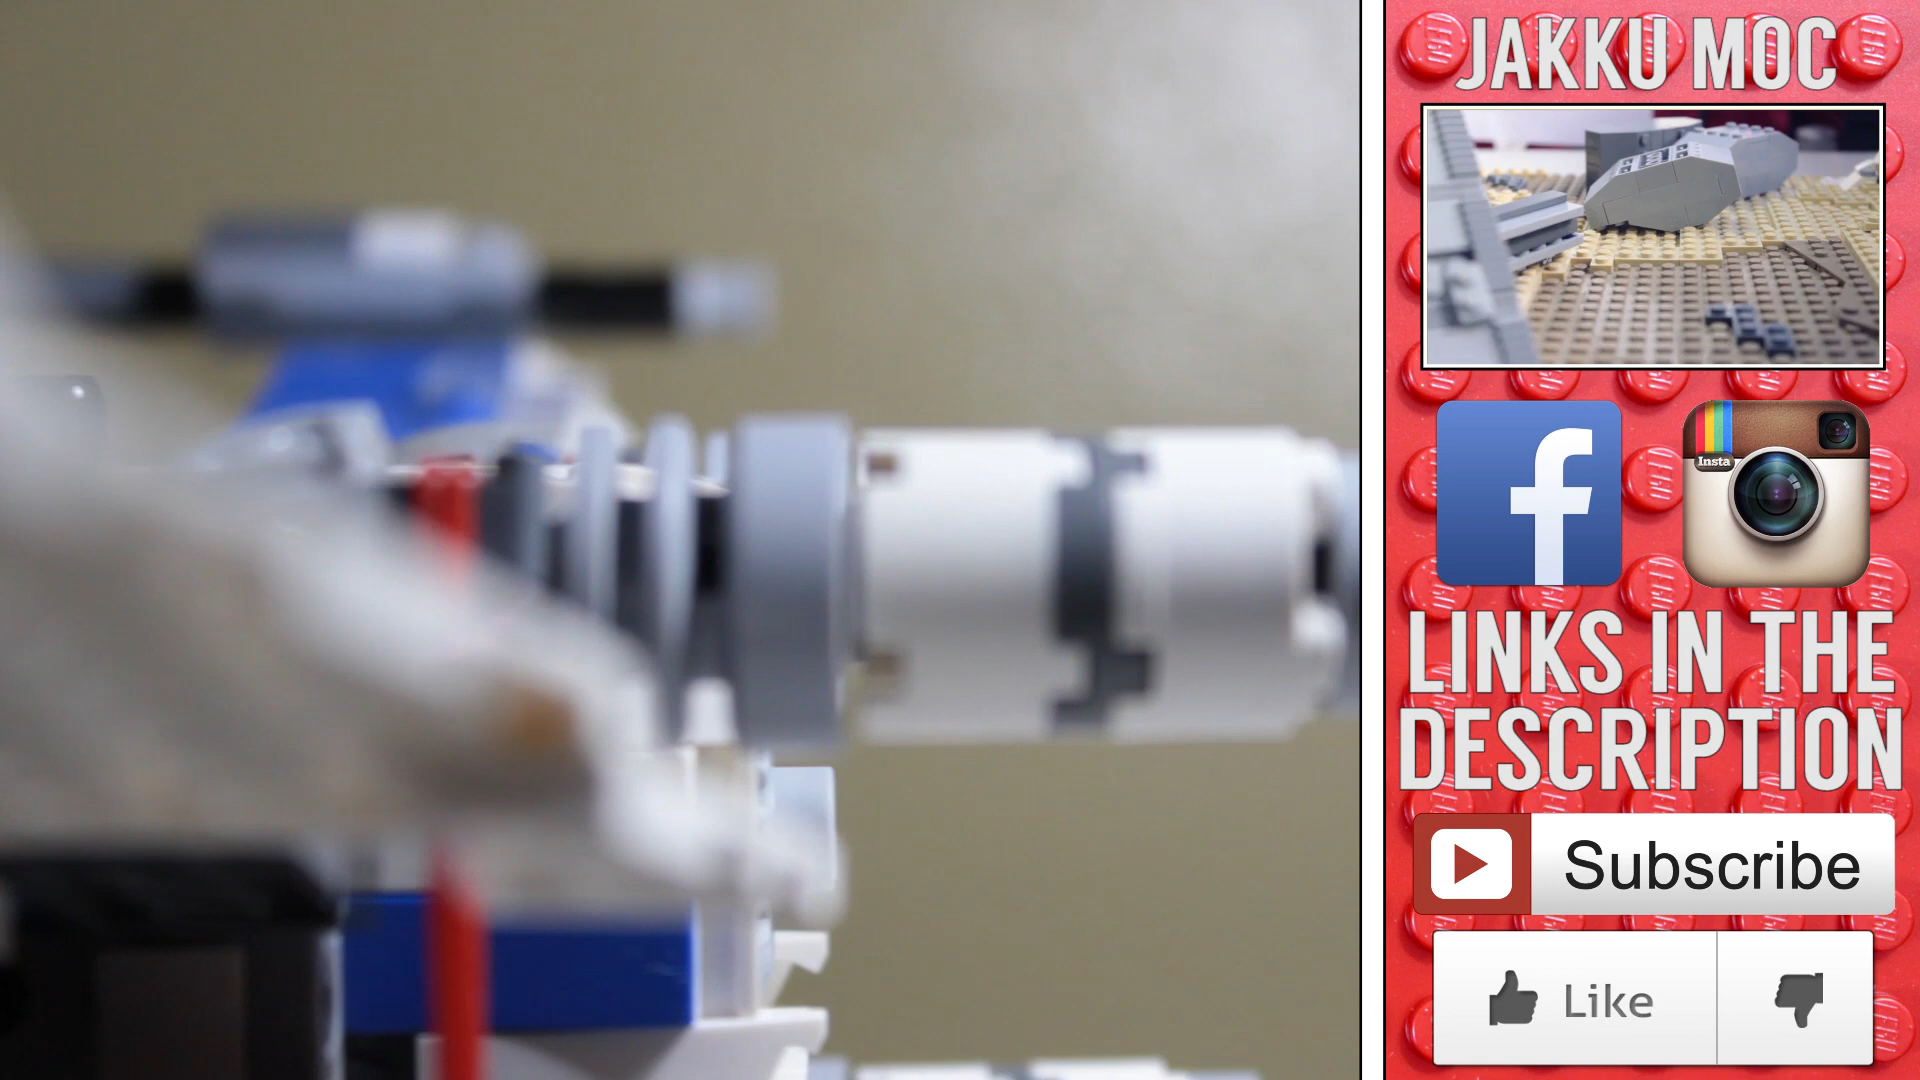 JAKKU MOC
Insta
LINKS IN THE
DESCRIPTION
Subscribe
Like